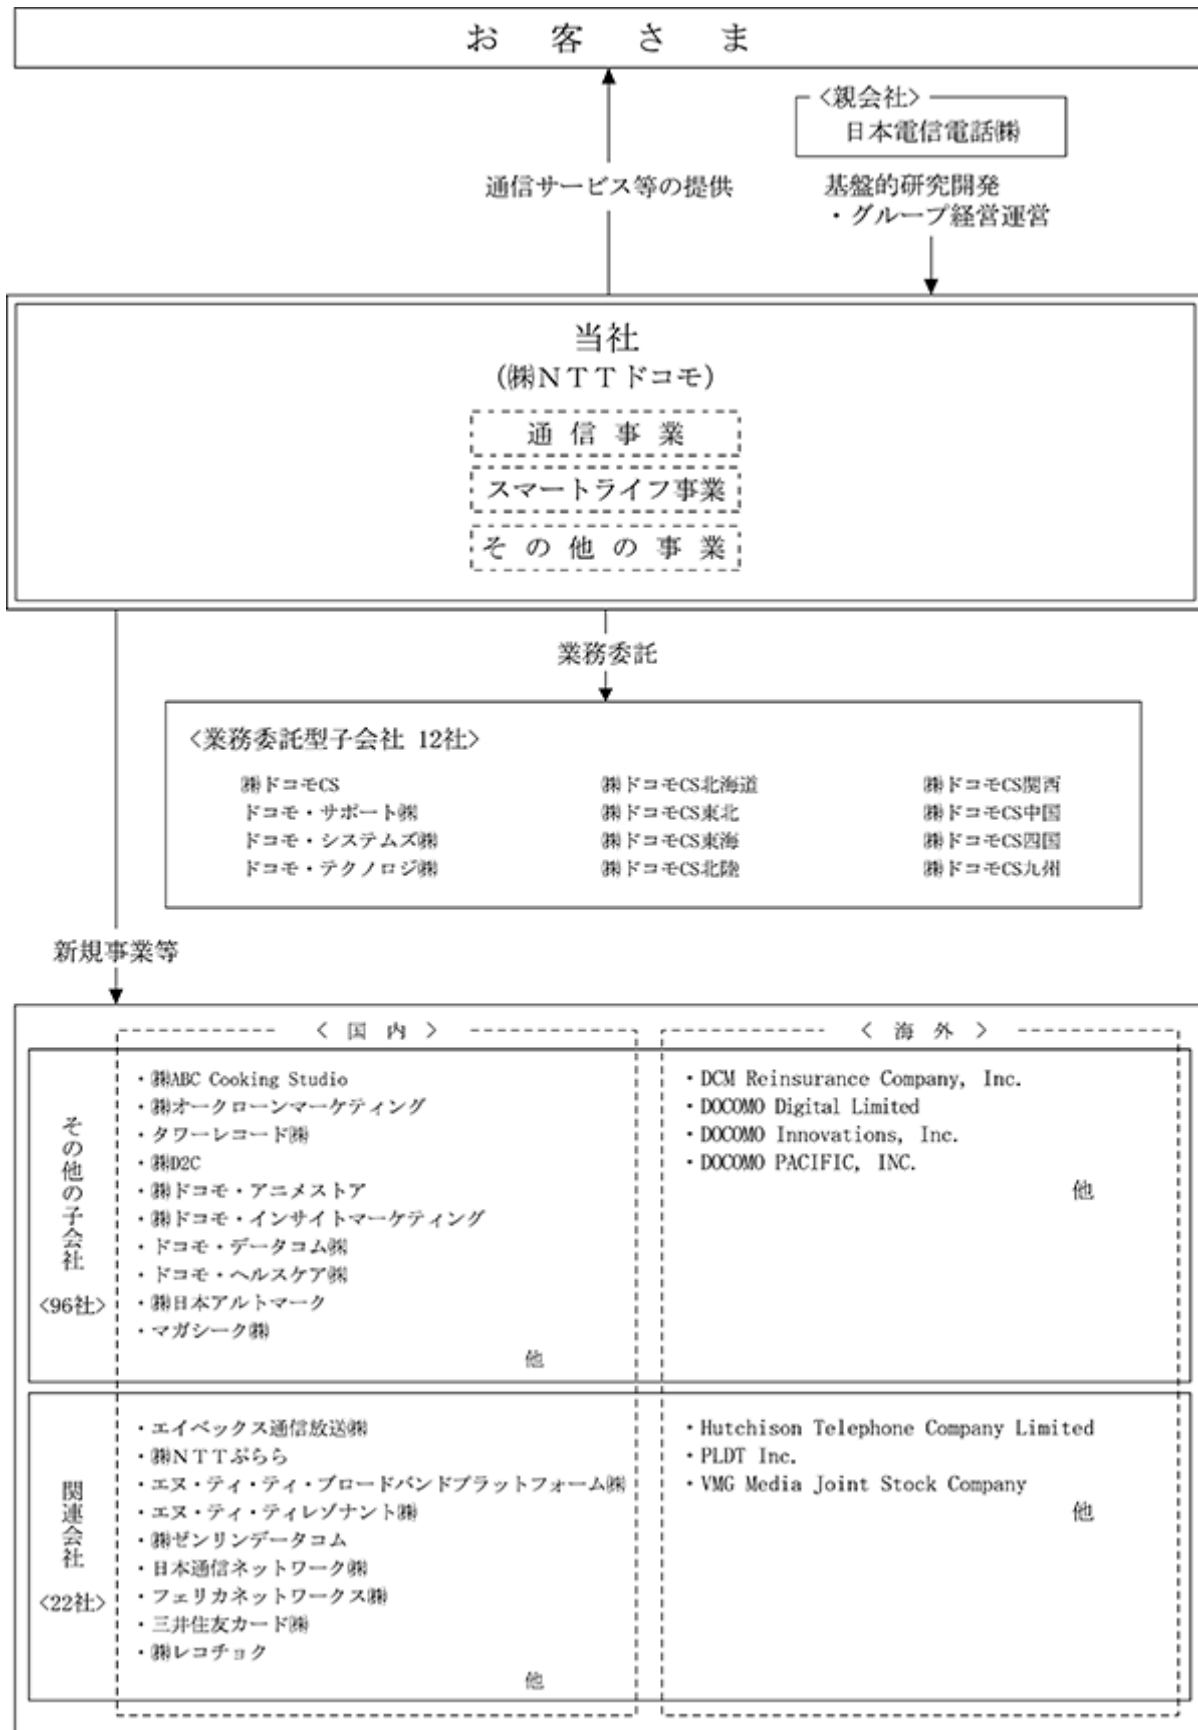 お客さま
<親会社>
日本電信電話㈱
通信サービス等の提供
基盤的研究開発
・グループ経営運営
当社
(㈱NTTドコモ)
通信事業
スマートライフ事業
その他の事業
業務委託
<業務委託型子会社 12社>
㈱ドコモCS
ドコモ・サポート㈱
ドコモ・システムズ㈱
ドコモ・テクノロジ㈱
㈱ドコモCS北海道
㈱ドコモCS東北
㈱ドコモCS東海
㈱ドコモCS北陸
㈱ドコモCS関西
㈱ドコモCS中国
㈱ドコモCS四国
㈱ドコモCS九州
新規事業等
<国内>
<海外>
その他の子会社
<96社>
・㈱ABC Cooking Studio
・㈱オークローンマーケティング
・タワーレコード㈱
・㈱D2C
・㈱ドコモ・アニメストア
・㈱ドコモ・インサイトマーケティング
・ドコモ・データコム㈱
・ドコモ・ヘルスケア㈱
・㈱日本アルトマーク
・マガシーク㈱
他
・DCM Reinsurance Company, Inc.
・DOCOMO Digital Limited
・DOCOMO Innovations, Inc.
・DOCOMO PACIFIC, INC.
他
関連会社
<22社>
・エイベックス通信放送㈱
・㈱NTTぷらら
・エヌ・ティ・ティ・ブロードバンドプラットフォーム㈱
・エヌ・ティ・ティレゾナント㈱
・㈱ゼンリンデータコム
・日本通信ネットワーク㈱
・フェリカネットワークス㈱
・三井住友カード㈱
・㈱レコチョク
他
・Hutchison Telephone Company Limited
・PLDT Inc.
・VMG Media Joint Stock Company
他